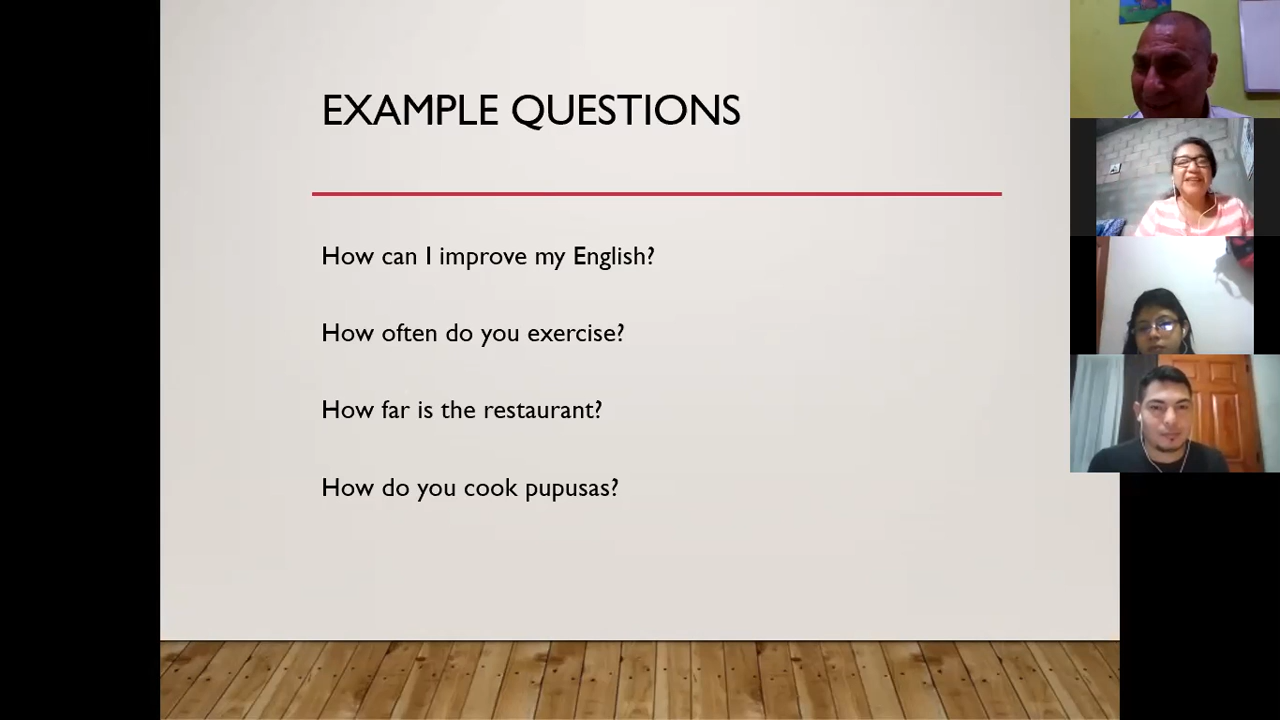 EXAMPLE QUESTIONS
How can I improve my English?
How often do you exercise?
How far is the restaurant?
How do you cook pupusas?